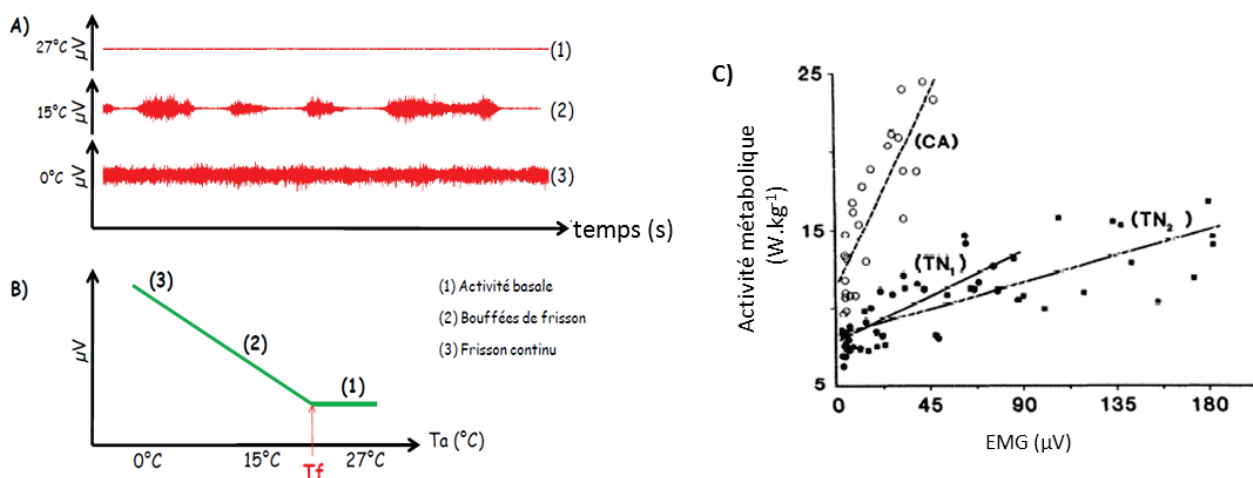 A)
27°C
µV
(1)
15°C
µV
(2)
0°C
µV
(3)
temps (s)
B)
µV
(3)
(2)
(1)
(1) Activité basale
(2) Bouffées de frisson
(3) Frisson continu
Ta (°C)
0°C
15°C
27°C
Tf
C)
Activité métabolique
(W.kg-1)
25
15
5
(CA)
(TN1)
(TN2)
0
45
90
135
180
EMG (µV)